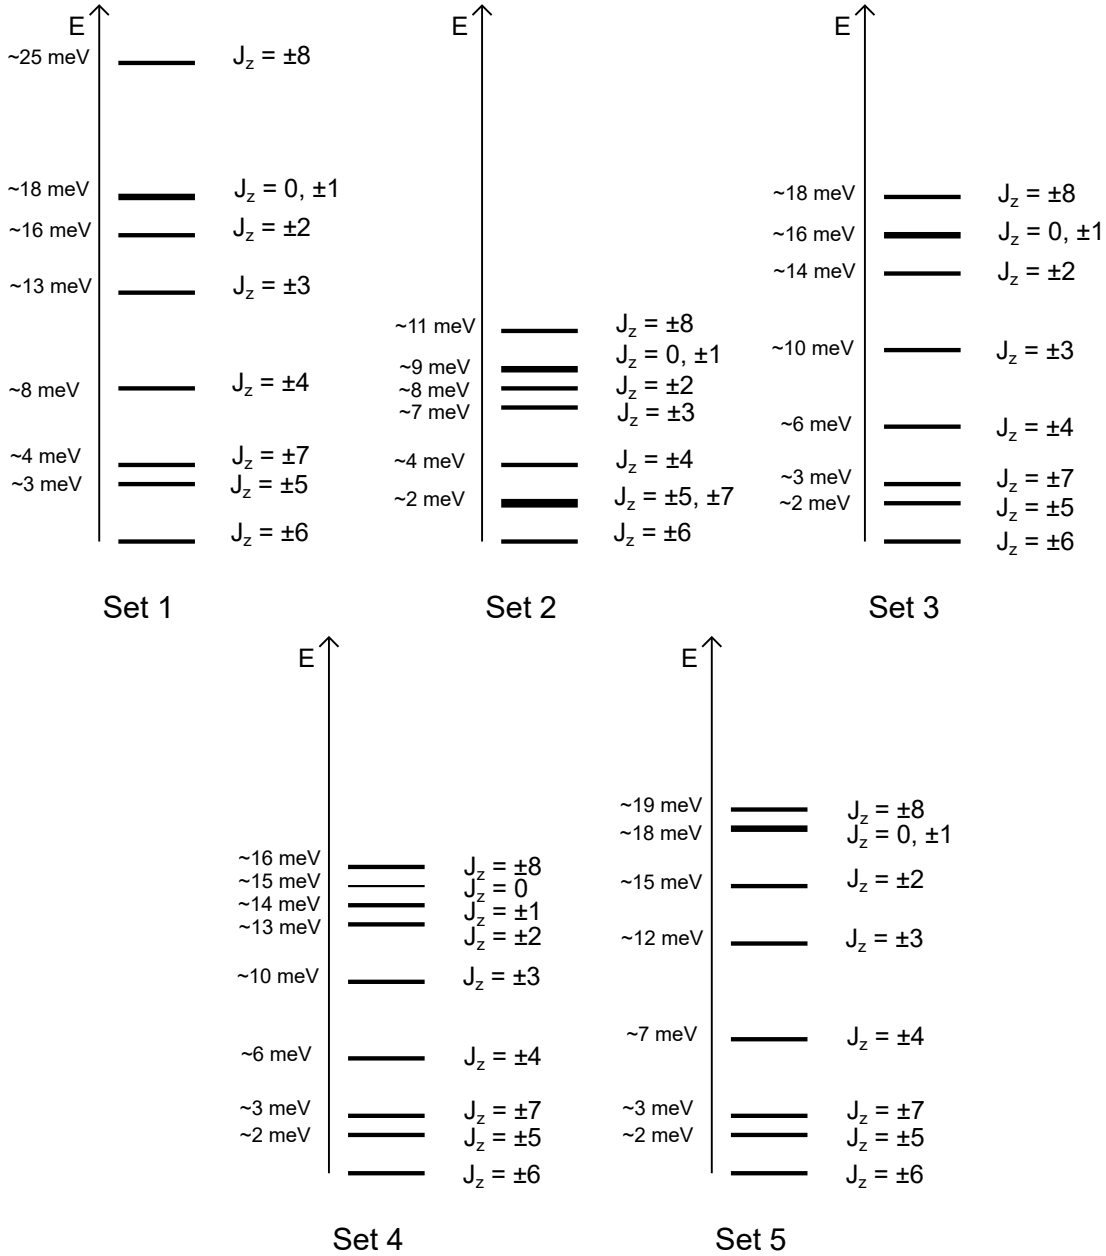 E
~25 meV J_z = ±8
~18 meV J_z = 0, ±1
~16 meV J_z = ±2
~13 meV J_z = ±3
~8 meV J_z = ±4
~4 meV J_z = ±7
~3 meV J_z = ±5
J_z = ±6
Set 1
E
~11 meV J_z = ±8
~9 meV J_z = 0, ±1
~8 meV J_z = ±2
~7 meV J_z = ±3
~4 meV J_z = ±4
~2 meV J_z = ±5, ±7
J_z = ±6
Set 2
E
~18 meV J_z = ±8
~16 meV J_z = 0, ±1
~14 meV J_z = ±2
~10 meV J_z = ±3
~6 meV J_z = ±4
~3 meV J_z = ±7
~2 meV J_z = ±5
J_z = ±6
Set 3
E
~16 meV J_z = ±8
~15 meV J_z = 0
~14 meV J_z = ±1
~13 meV J_z = ±2
~10 meV J_z = ±3
~6 meV J_z = ±4
~3 meV J_z = ±7
~2 meV J_z = ±5
J_z = ±6
Set 4
E
~19 meV J_z = ±8
~18 meV J_z = 0, ±1
~15 meV J_z = ±2
~12 meV J_z = ±3
~7 meV J_z = ±4
~3 meV J_z = ±7
~2 meV J_z = ±5
J_z = ±6
Set 5